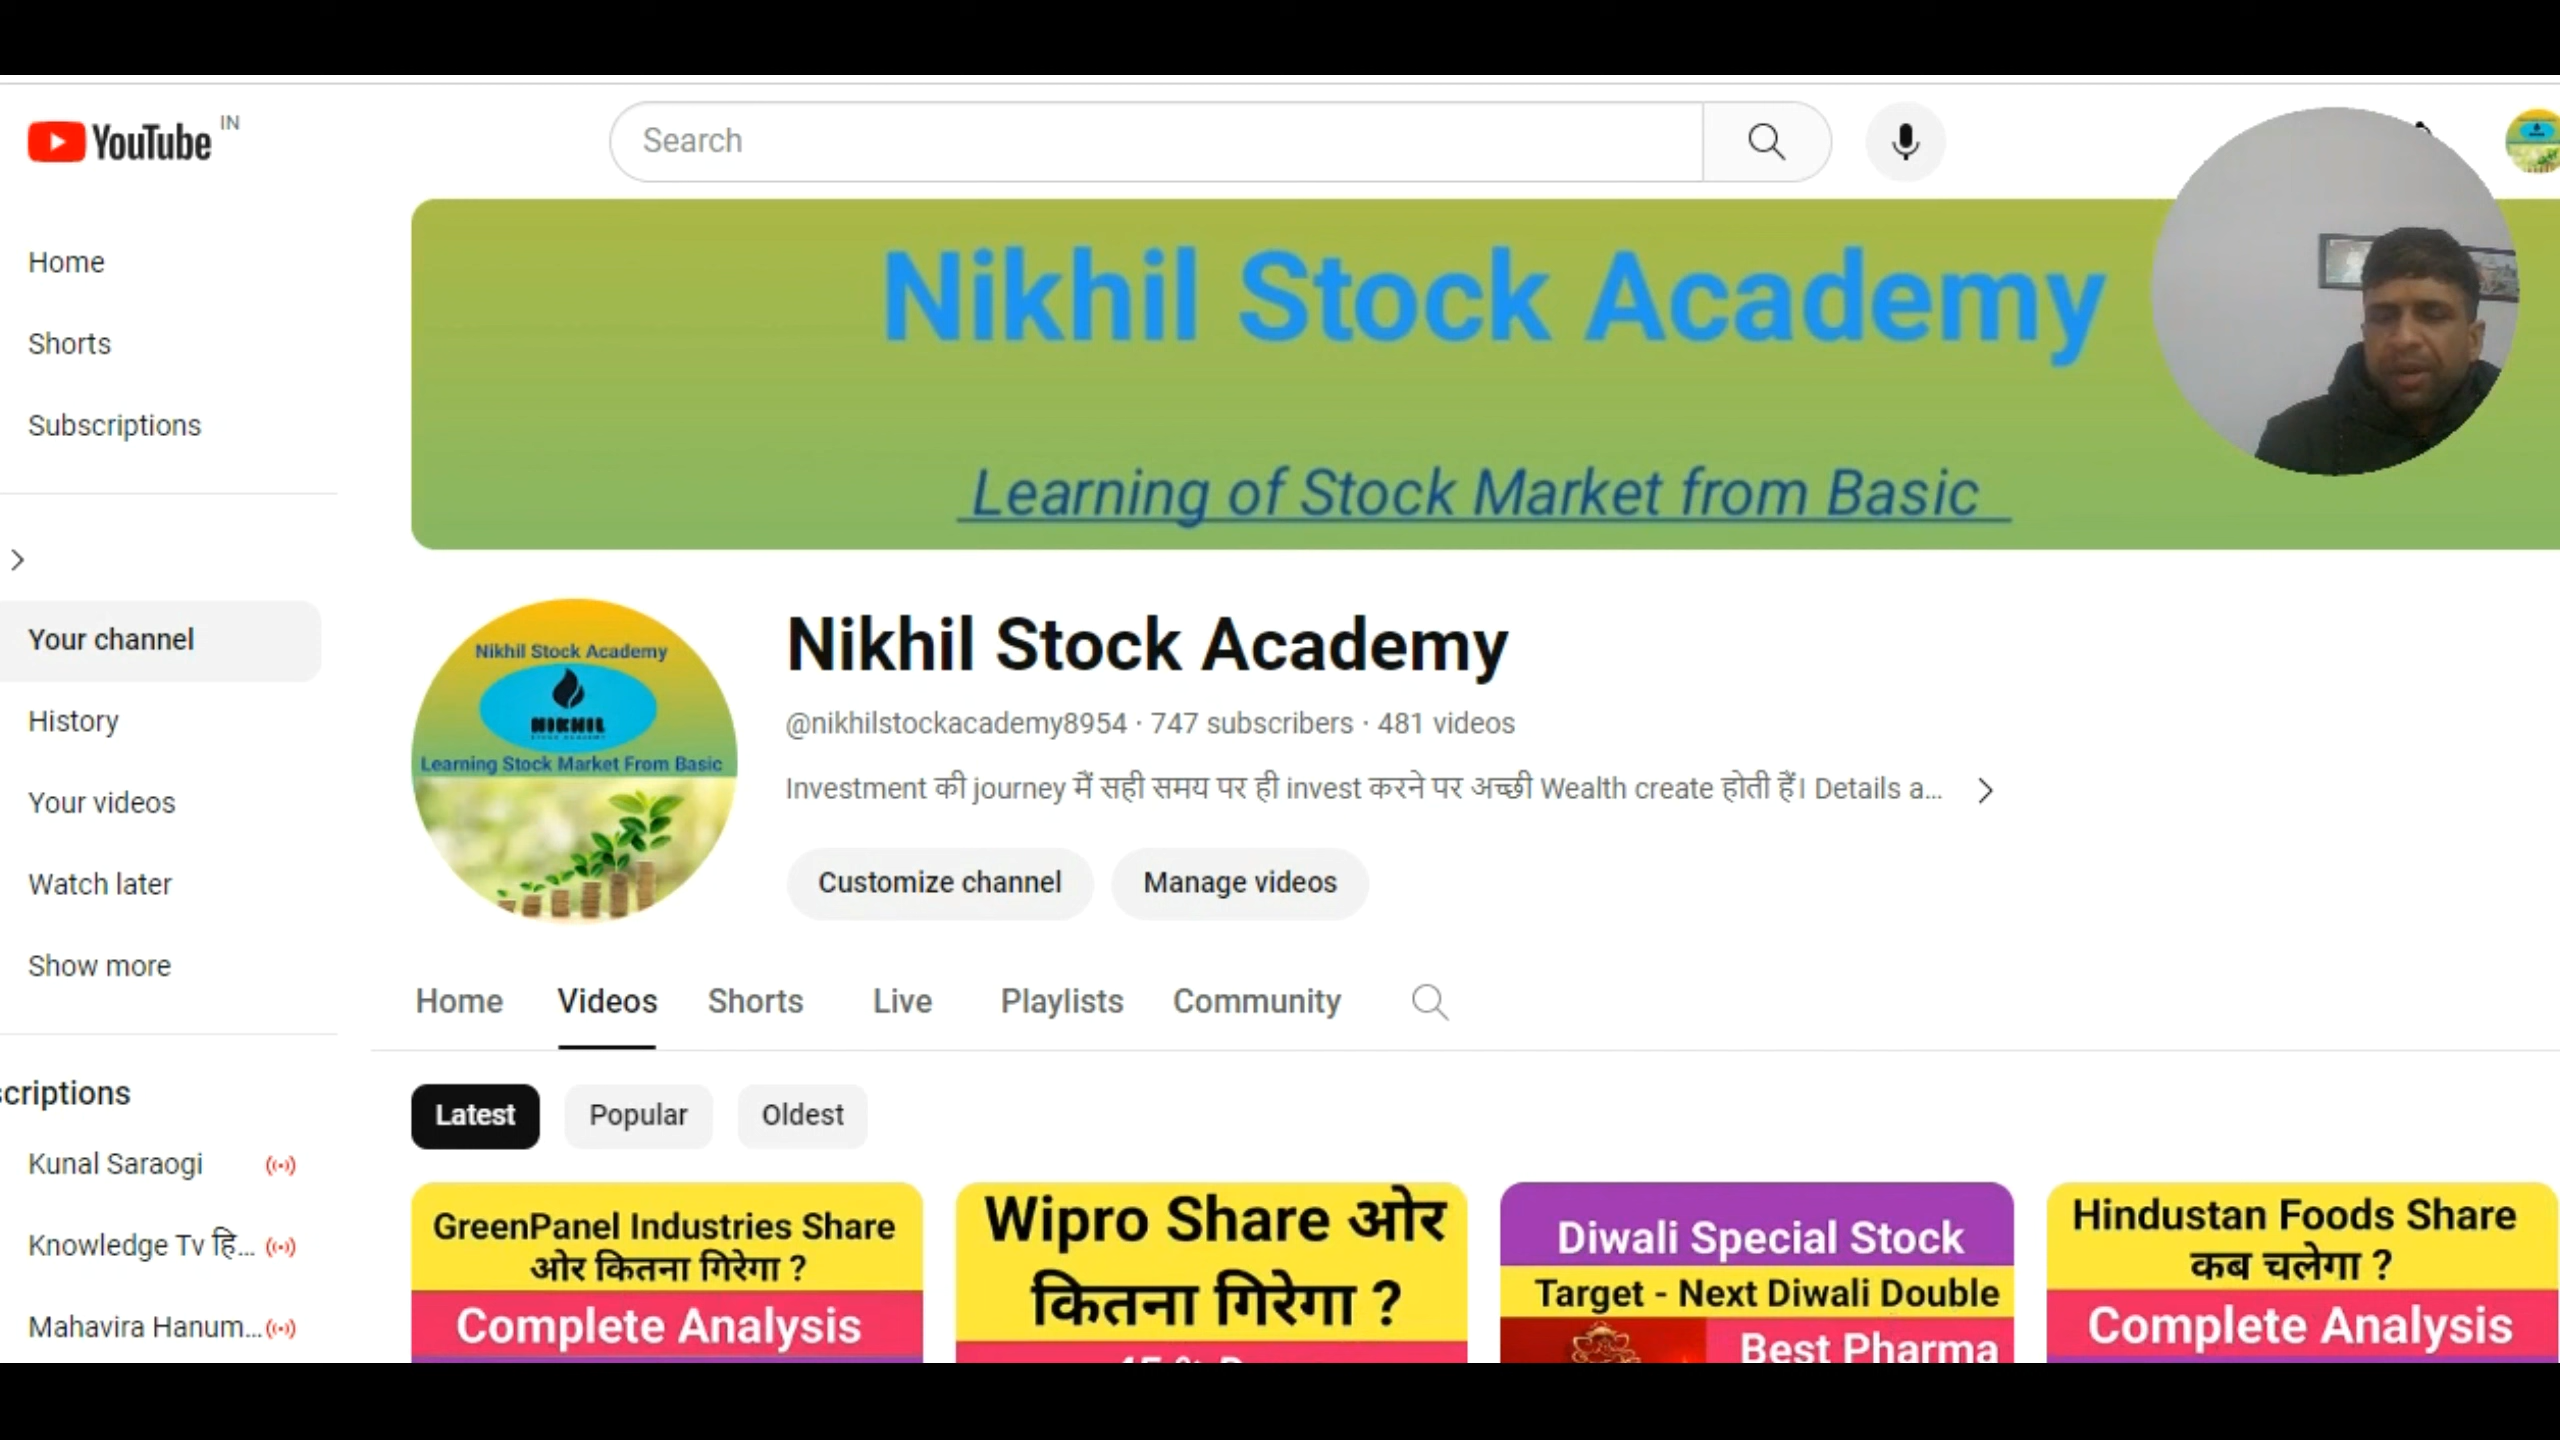 YouTube IN
Search
Home
Shorts
Subscriptions
Your channel
History
Your videos
Watch later
Show more
scriptions
Kunal Saraogi
Knowledge Tv हि...
Mahavira Hanum...
Nikhil Stock Academy
Learning of Stock Market from Basic
Nikhil Stock Academy
NIKHIL
Learning Stock Market From Basic
Nikhil Stock Academy
@nikhilstockacademy8954 · 747 subscribers · 481 videos
Investment की journey मैं सही समय पर ही invest करने पर अच्छी Wealth create होती हैं। Details a...
Customize channel
Manage videos
Home Videos Shorts Live Playlists Community
Latest Popular Oldest
GreenPanel Industries Share
ओर कितना गिरेगा ?
Complete Analysis
Wipro Share ओर
कितना गिरेगा ?
Diwali Special Stock
Target - Next Diwali Double
Best Pharma
Hindustan Foods Share
कब चलेगा ?
Complete Analysis